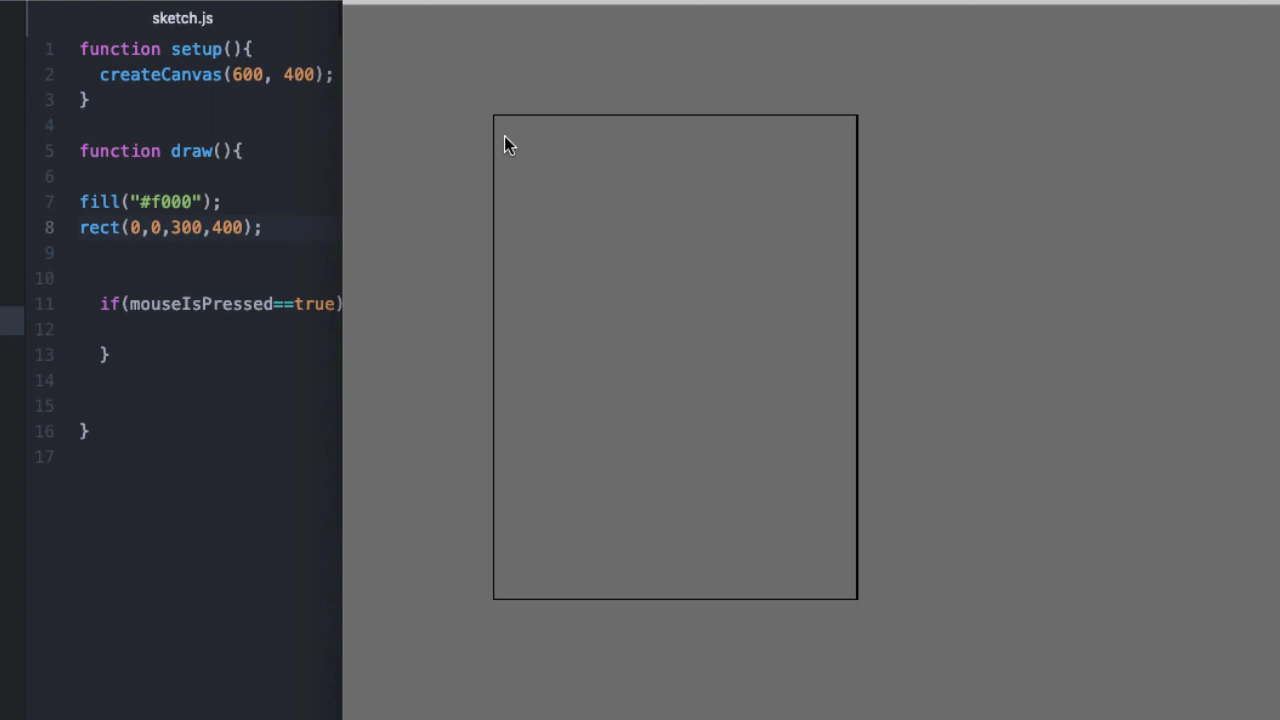 sketch.js
1 function setup(){
2 createCanvas(600, 400);
3 }
4
5 function draw(){
6
7 fill("#f000");
8 rect(0,0,300,400);
9
10
11 if(mouseIsPressed==true)
12
13 }
14
15
16 }
17